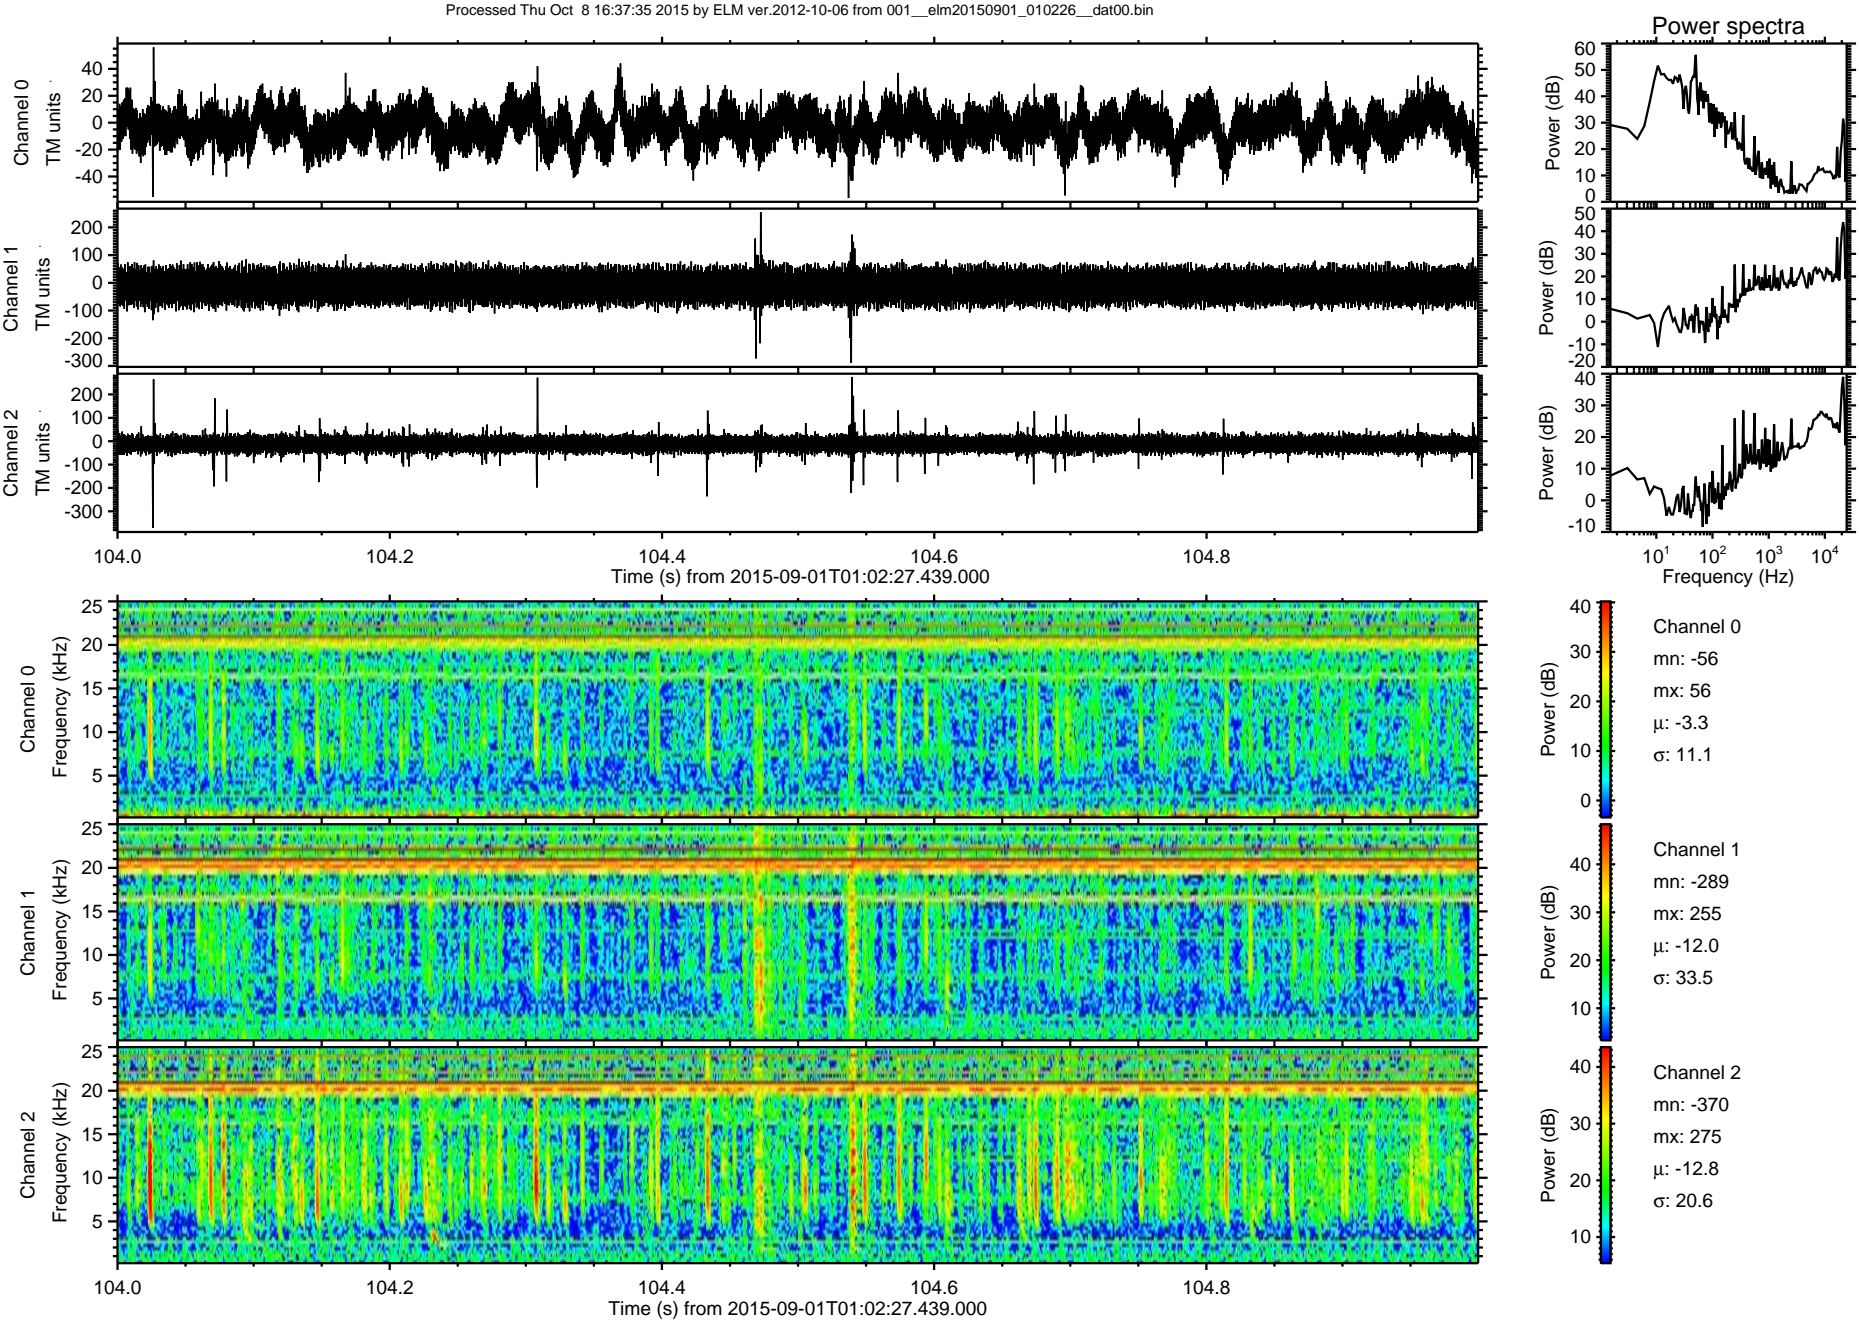 Processed Thu Oct  8 16:37:35 2015 by ELM ver.2012-10-06 from 001__elm20150901_010226__dat00.bin
Power spectra
Channel 0
TM units
40
20
0
-20
-40
Power (dB)
60
50
40
30
20
10
0
Channel 1
TM units
200
100
0
-100
-200
-300
Power (dB)
50
40
30
20
10
0
-10
-20
Channel 2
TM units
200
100
0
-100
-200
-300
Power (dB)
40
30
20
10
0
-10
104.0 104.2 104.4 104.6 104.8
Time (s) from 2015-09-01T01:02:27.439.000
10¹ 10² 10³ 10⁴
Frequency (Hz)
Channel 0
Frequency (kHz)
25
20
15
10
5
Power (dB)
40
30
20
10
0
Channel 0
mn: -56
mx: 56
μ: -3.3
σ: 11.1
Channel 1
Frequency (kHz)
25
20
15
10
5
Power (dB)
40
30
20
10
Channel 1
mn: -289
mx: 255
μ: -12.0
σ: 33.5
Channel 2
Frequency (kHz)
25
20
15
10
5
Power (dB)
40
30
20
10
Channel 2
mn: -370
mx: 275
μ: -12.8
σ: 20.6
104.0 104.2 104.4 104.6 104.8
Time (s) from 2015-09-01T01:02:27.439.000